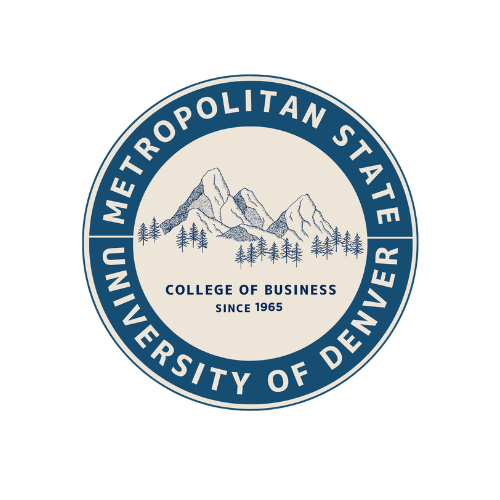 METROPOLITAN STATE
UNIVERSITY OF DENVER
COLLEGE OF BUSINESS
SINCE 1965